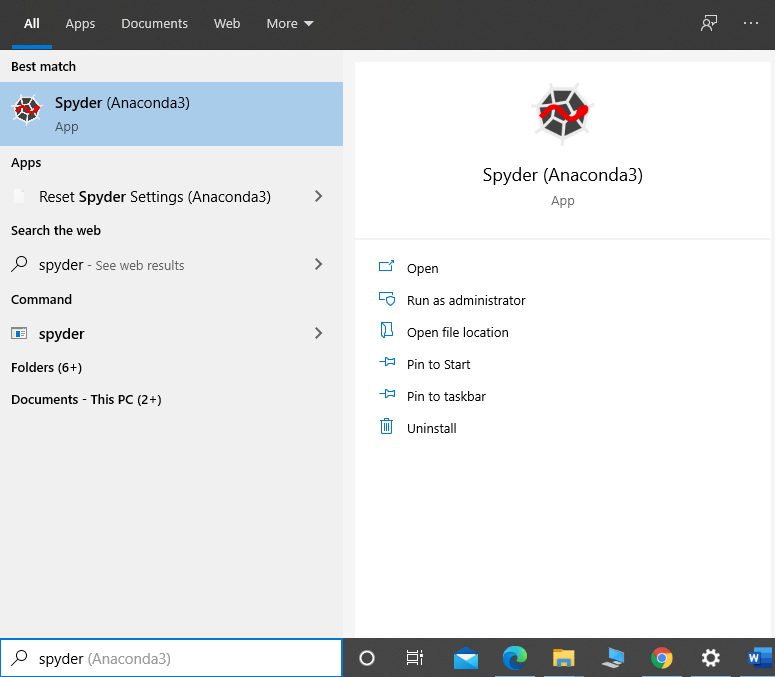 All Apps Documents Web More
Best match
Spyder (Anaconda3)
App
Apps
Reset Spyder Settings (Anaconda3)
Search the web
spyder - See web results
Command
spyder
Folders (6+)
Documents - This PC (2+)
Spyder (Anaconda3)
App
Open
Run as administrator
Open file location
Pin to Start
Pin to taskbar
Uninstall
spyder (Anaconda3)
W